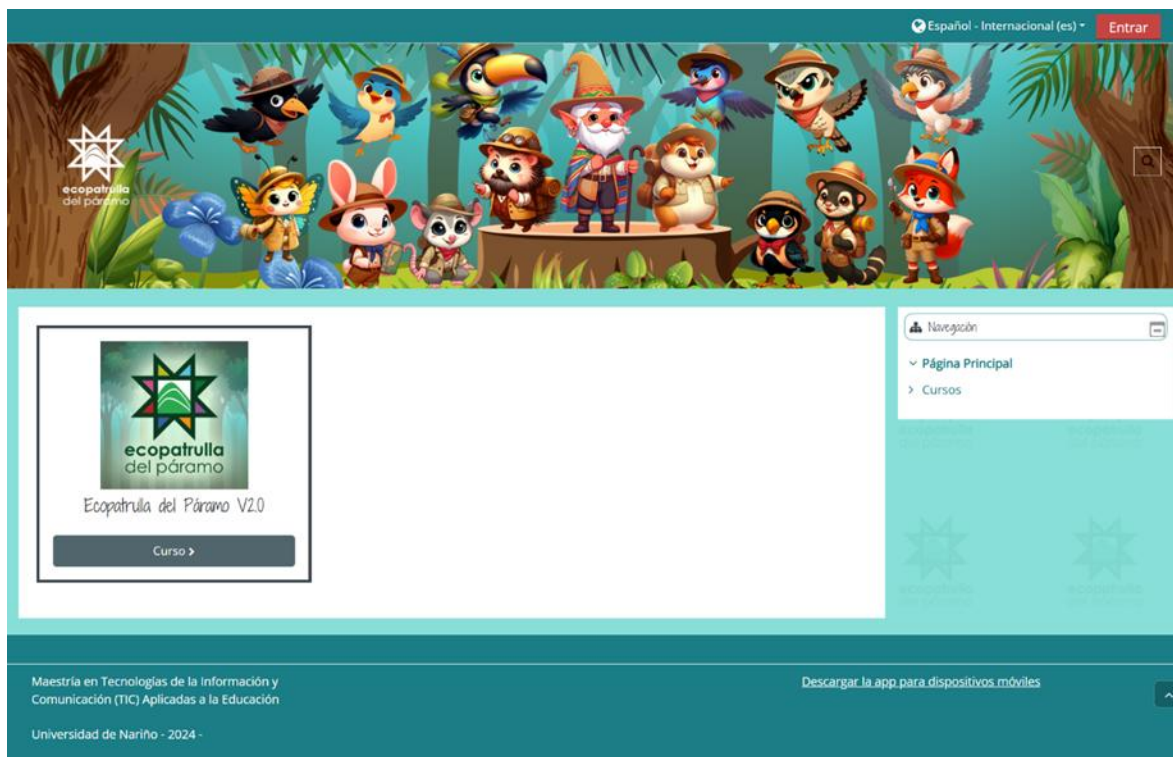 Español - Internacional (es)
Entrar
ecopatrulla
del páramo
Navegación
Página Principal
Cursos
ecopatrulla
del páramo
Ecopatrulla del Páramo V2.0
Curso
Maestría en Tecnologías de la Información y
Comunicación (TIC) Aplicadas a la Educación
Universidad de Nariño - 2024 -
Descargar la app para dispositivos móviles